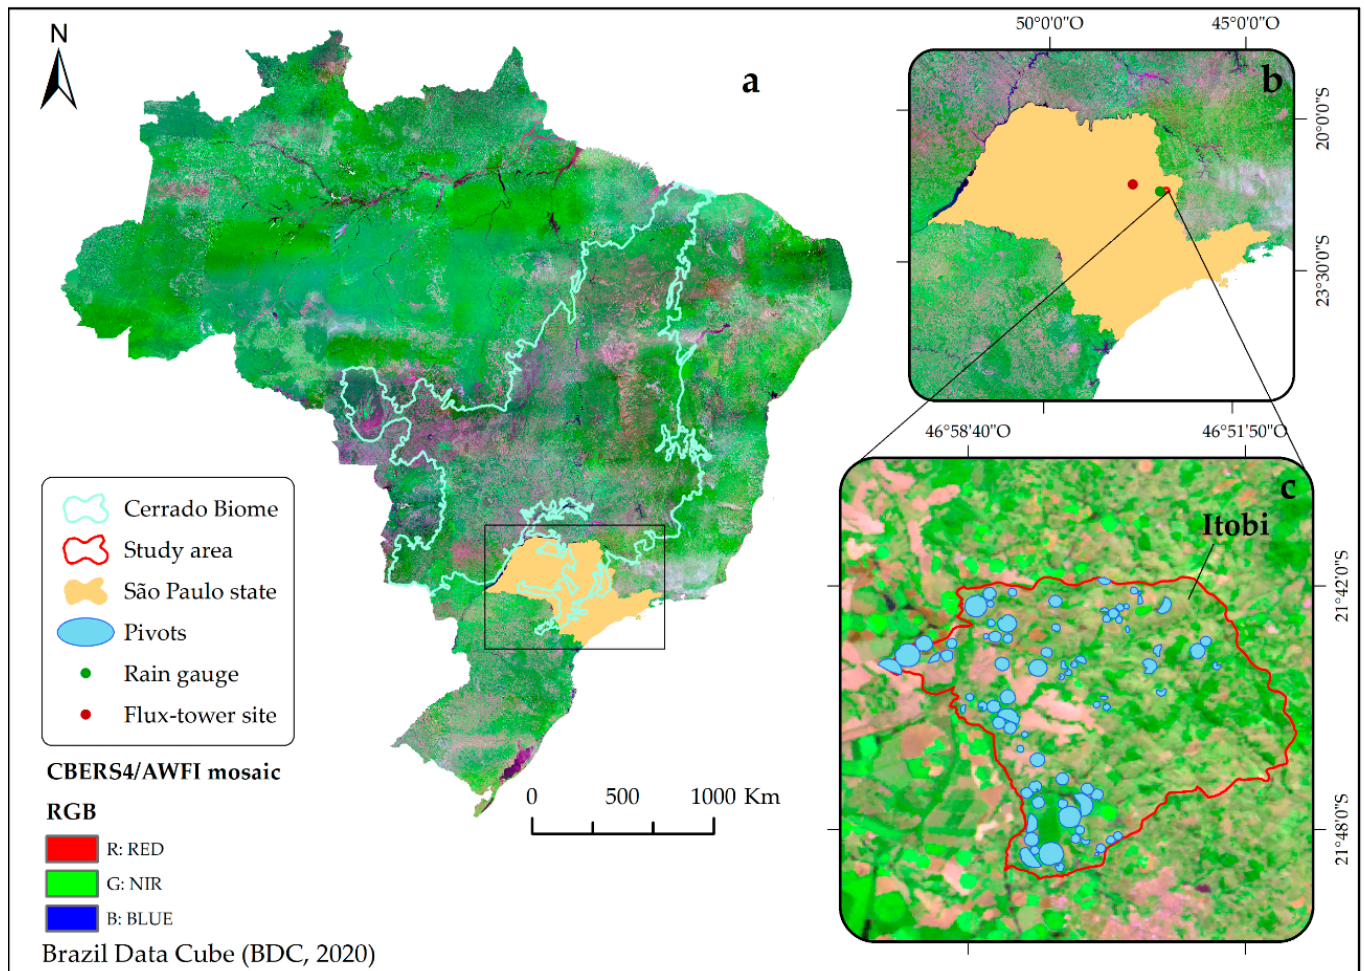 N
a
Cerrado Biome
Study area
São Paulo state
Pivots
Rain gauge
Flux-tower site
CBERS4/AWFI mosaic
RGB
R: RED
G: NIR
B: BLUE
Brazil Data Cube (BDC, 2020)
0 500 1000 Km
50°0'0"O 45°0'0"O
b
20°0'0"S
23°30'0"S
46°58'40"O 46°51'50"O
c
Itobi
21°42'0"S
21°48'0"S